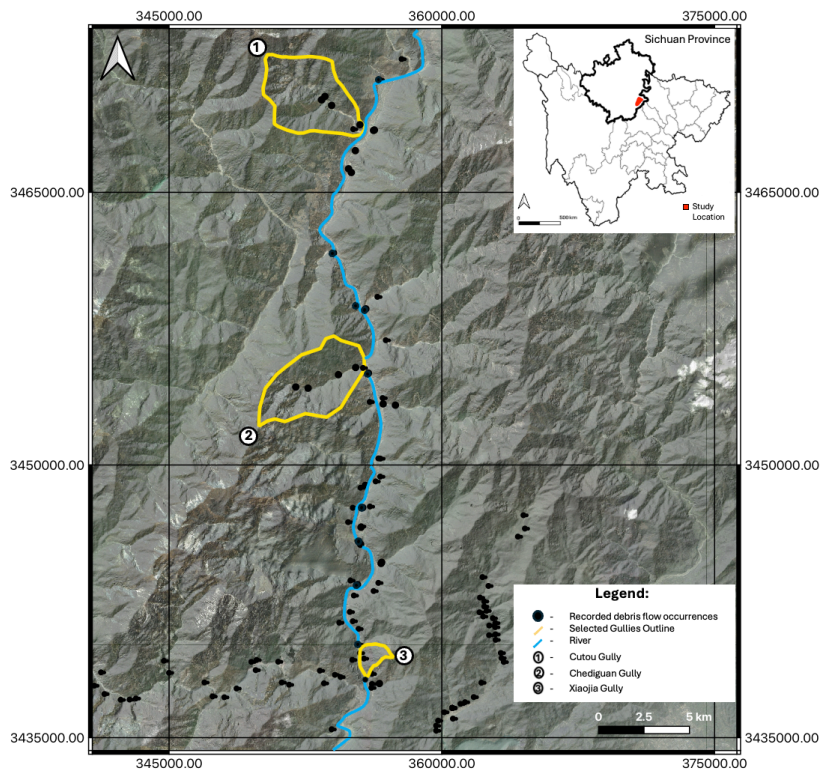 345000.00 360000.00 375000.00
1
Sichuan Province
0 500 km
Study
Location
3465000.00 3465000.00
2
3450000.00 3450000.00
3
Legend:
- Recorded debris flow occurrences
- Selected Gullies Outline
- River
1 - Cutou Gully
2 - Chediguan Gully
3 - Xiaojia Gully
0 2.5 5 km
3435000.00 3435000.00
345000.00 360000.00 375000.00